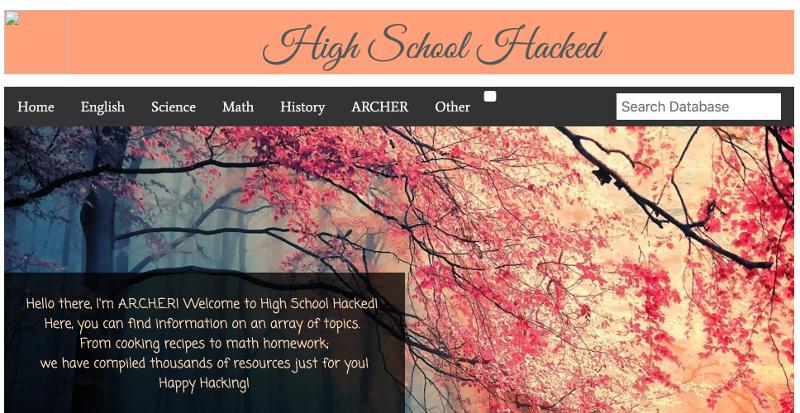 High School Hacked
Home English Science Math History ARCHER Other Search Database
Hello there, I'm A.R.C.H.E.R! Welcome to High School Hacked!
Here, you can find information on an array of topics.
From cooking recipes to math homework;
we have compiled thousands of resources just for you!
Happy Hacking!